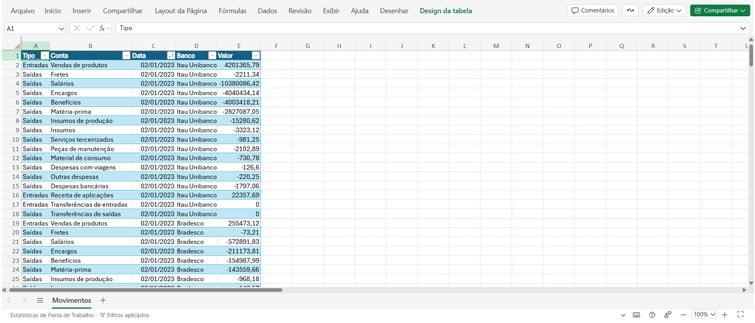 Arquivo Início Inserir Compartilhar Layout da Página Fórmulas Dados Revisão Exibir Ajuda Desenhar Design da tabela Comentários Edição Compartilhar
A1 fx Tipo
A B C D E F G H I J K L M N O P Q R S T
1 Tipo Conta Data Banco Valor
2 Entradas Vendas de produtos 02/01/2023 Itau Unibanco 4201365,79
3 Saídas Fretes 02/01/2023 Itau Unibanco -2211,34
4 Saídas Salários 02/01/2023 Itau Unibanco -10380086,42
5 Saídas Encargos 02/01/2023 Itau Unibanco -4040434,14
6 Saídas Benefícios 02/01/2023 Itau Unibanco -4003418,21
7 Saídas Matéria-prima 02/01/2023 Itau Unibanco -2827087,05
8 Saídas Insumos de produção 02/01/2023 Itau Unibanco -15280,62
9 Saídas Insumos 02/01/2023 Itau Unibanco -3323,12
10 Saídas Serviços terceirizados 02/01/2023 Itau Unibanco -981,25
11 Saídas Peças de manutenção 02/01/2023 Itau Unibanco -2102,89
12 Saídas Material de consumo 02/01/2023 Itau Unibanco -730,78
13 Saídas Despesas com viagens 02/01/2023 Itau Unibanco -126,6
14 Saídas Outras despesas 02/01/2023 Itau Unibanco -220,25
15 Saídas Despesas bancárias 02/01/2023 Itau Unibanco -1797,06
16 Entradas Receita de aplicações 02/01/2023 Itau Unibanco 22357,69
17 Entradas Transferências de entradas 02/01/2023 Itau Unibanco 0
18 Saídas Transferências de saídas 02/01/2023 Itau Unibanco 0
19 Entradas Vendas de produtos 02/01/2023 Bradesco 255473,12
20 Saídas Fretes 02/01/2023 Bradesco -73,21
21 Saídas Salários 02/01/2023 Bradesco -572891,83
22 Saídas Encargos 02/01/2023 Bradesco -211173,81
23 Saídas Benefícios 02/01/2023 Bradesco -154987,99
24 Saídas Matéria-prima 02/01/2023 Bradesco -143559,66
25 Saídas Insumos de produção 02/01/2023 Bradesco -968,18
Movimentos
Estatísticas de Pasta de Trabalho Filtros aplicados 100%